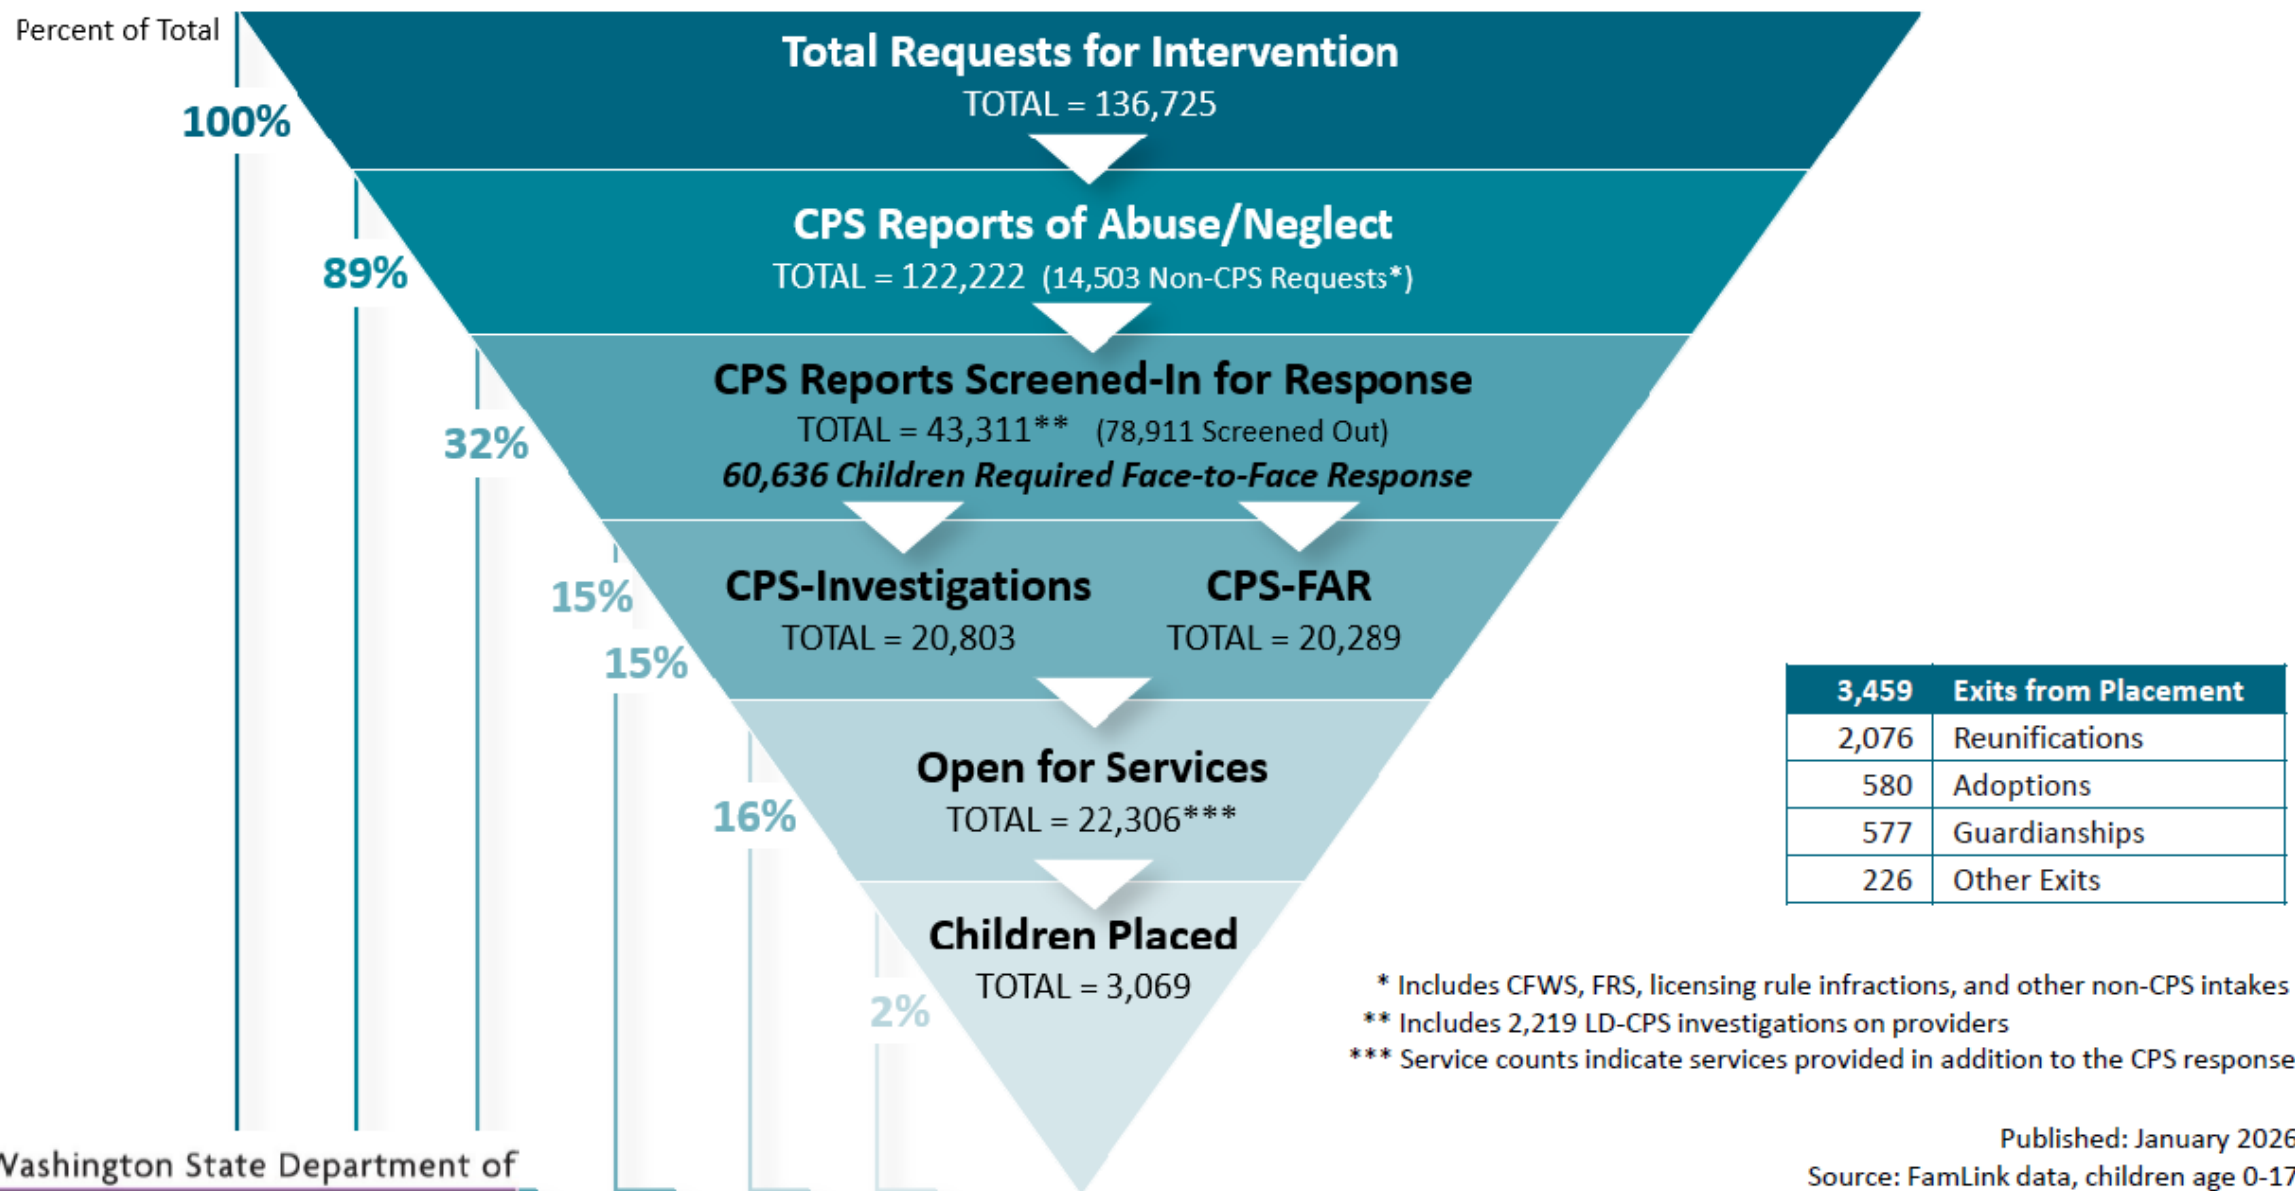 Percent of Total
Total Requests for Intervention
TOTAL = 136,725
100%
CPS Reports of Abuse/Neglect
TOTAL = 122,222 (14,503 Non-CPS Requests*)
89%
CPS Reports Screened-In for Response
TOTAL = 43,311** (78,911 Screened Out)
60,636 Children Required Face-to-Face Response
32%
CPS-Investigations
TOTAL = 20,803
CPS-FAR
TOTAL = 20,289
15%
15%
Open for Services
TOTAL = 22,306***
16%
Children Placed
TOTAL = 3,069
2%
3,459 Exits from Placement
2,076 Reunifications
580 Adoptions
577 Guardianships
226 Other Exits
* Includes CFWS, FRS, licensing rule infractions, and other non-CPS intakes
** Includes 2,219 LD-CPS investigations on providers
*** Service counts indicate services provided in addition to the CPS response
Published: January 2026
Source: FamLink data, children age 0-17
Washington State Department of